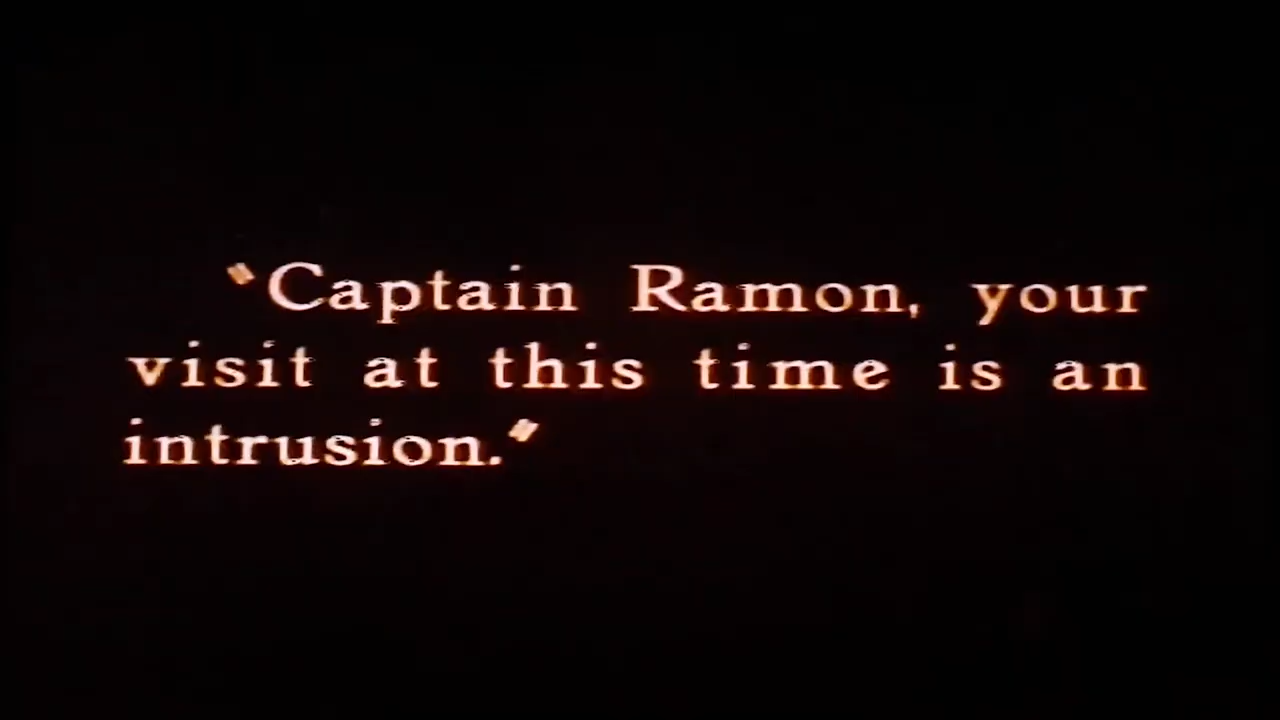 "Captain Ramon, your
visit at this time is an
intrusion."